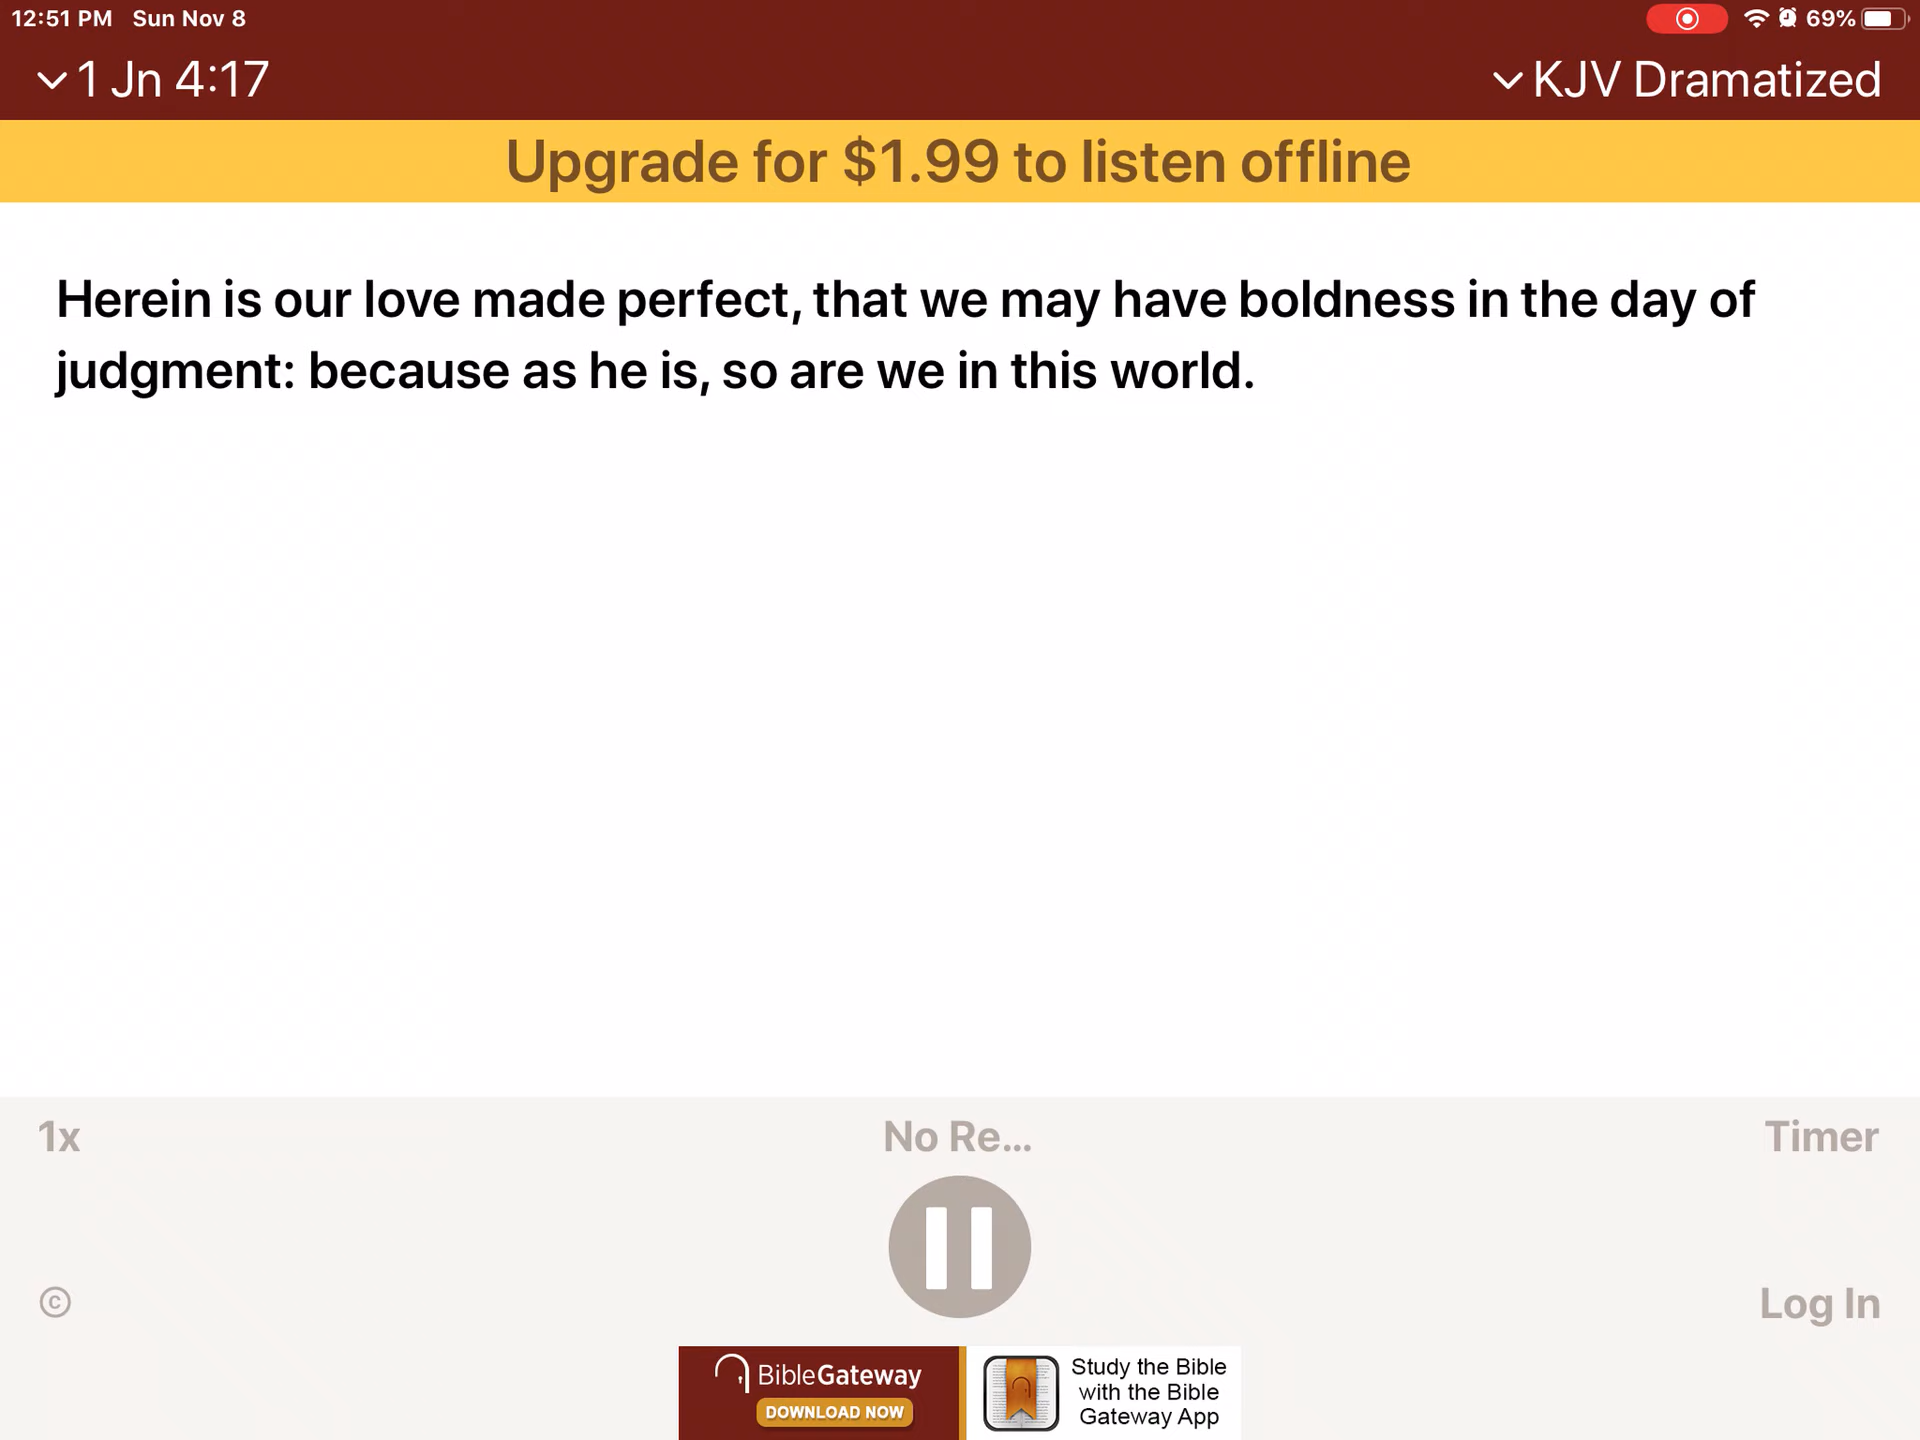 12:51 PM Sun Nov 8
69%
1 Jn 4:17
KJV Dramatized
Upgrade for $1.99 to listen offline
Herein is our love made perfect, that we may have boldness in the day of
judgment: because as he is, so are we in this world.
1x
No Re...
Timer
©
Log In
BibleGateway
DOWNLOAD NOW
Study the Bible
with the Bible
Gateway App